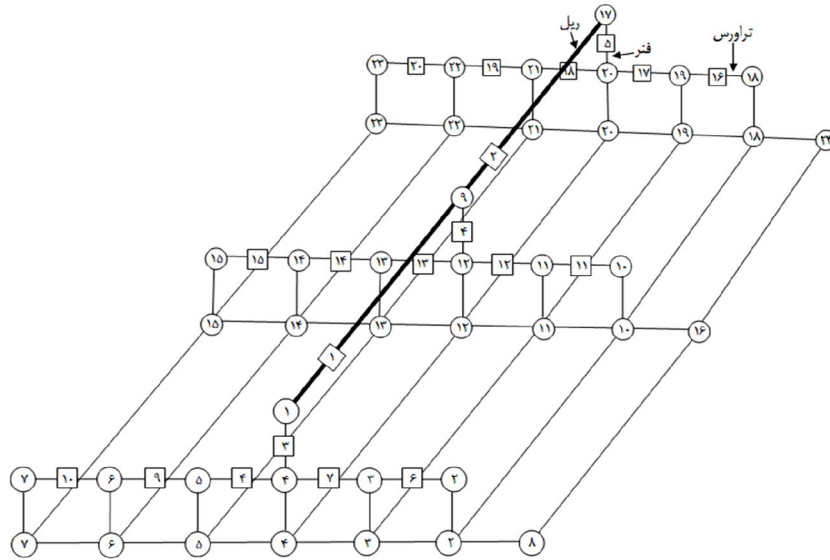 ۱۷
ریل
۵
فنر
تراورس
۲۳ ۲۰ ۲۲ ۱۹ ۲۱ ۱۸ ۲۰ ۱۷ ۱۹ ۱۶ ۱۸
۲۳ ۲۲ ۲۱ ۲۰ ۱۹ ۱۸ ۲۴
۲
۹
۴
۱۵ ۱۵ ۱۴ ۱۴ ۱۳ ۱۳ ۱۲ ۱۲ ۱۱ ۱۱ ۱۰
۱۵ ۱۴ ۱۳ ۱۲ ۱۱ ۱۰ ۱۶
۱
۱
۳
۷ ۱۰ ۶ ۹ ۵ ۴ ۴ ۷ ۳ ۶ ۲
۷ ۶ ۵ ۴ ۳ ۲ ۸